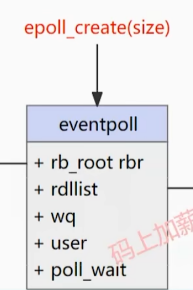 epoll_create(size)
eventpoll
+ rb_root rbr
+ rdllist
+ wq
+ user
+ poll_wait
码上加薪